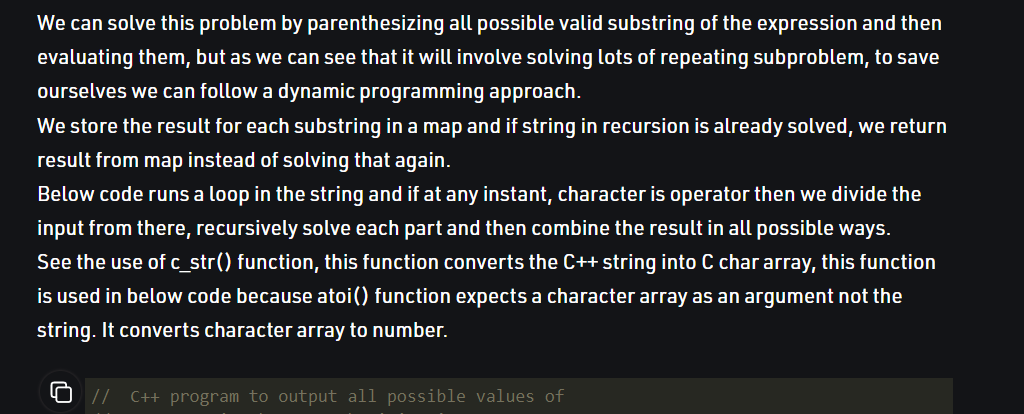 We can solve this problem by parenthesizing all possible valid substring of the expression and then
evaluating them, but as we can see that it will involve solving lots of repeating subproblem, to save
ourselves we can follow a dynamic programming approach.
We store the result for each substring in a map and if string in recursion is already solved, we return
result from map instead of solving that again.
Below code runs a loop in the string and if at any instant, character is operator then we divide the
input from there, recursively solve each part and then combine the result in all possible ways.
See the use of c_str() function, this function converts the C++ string into C char array, this function
is used in below code because atoi() function expects a character array as an argument not the
string. It converts character array to number.
// C++ program to output all possible values of